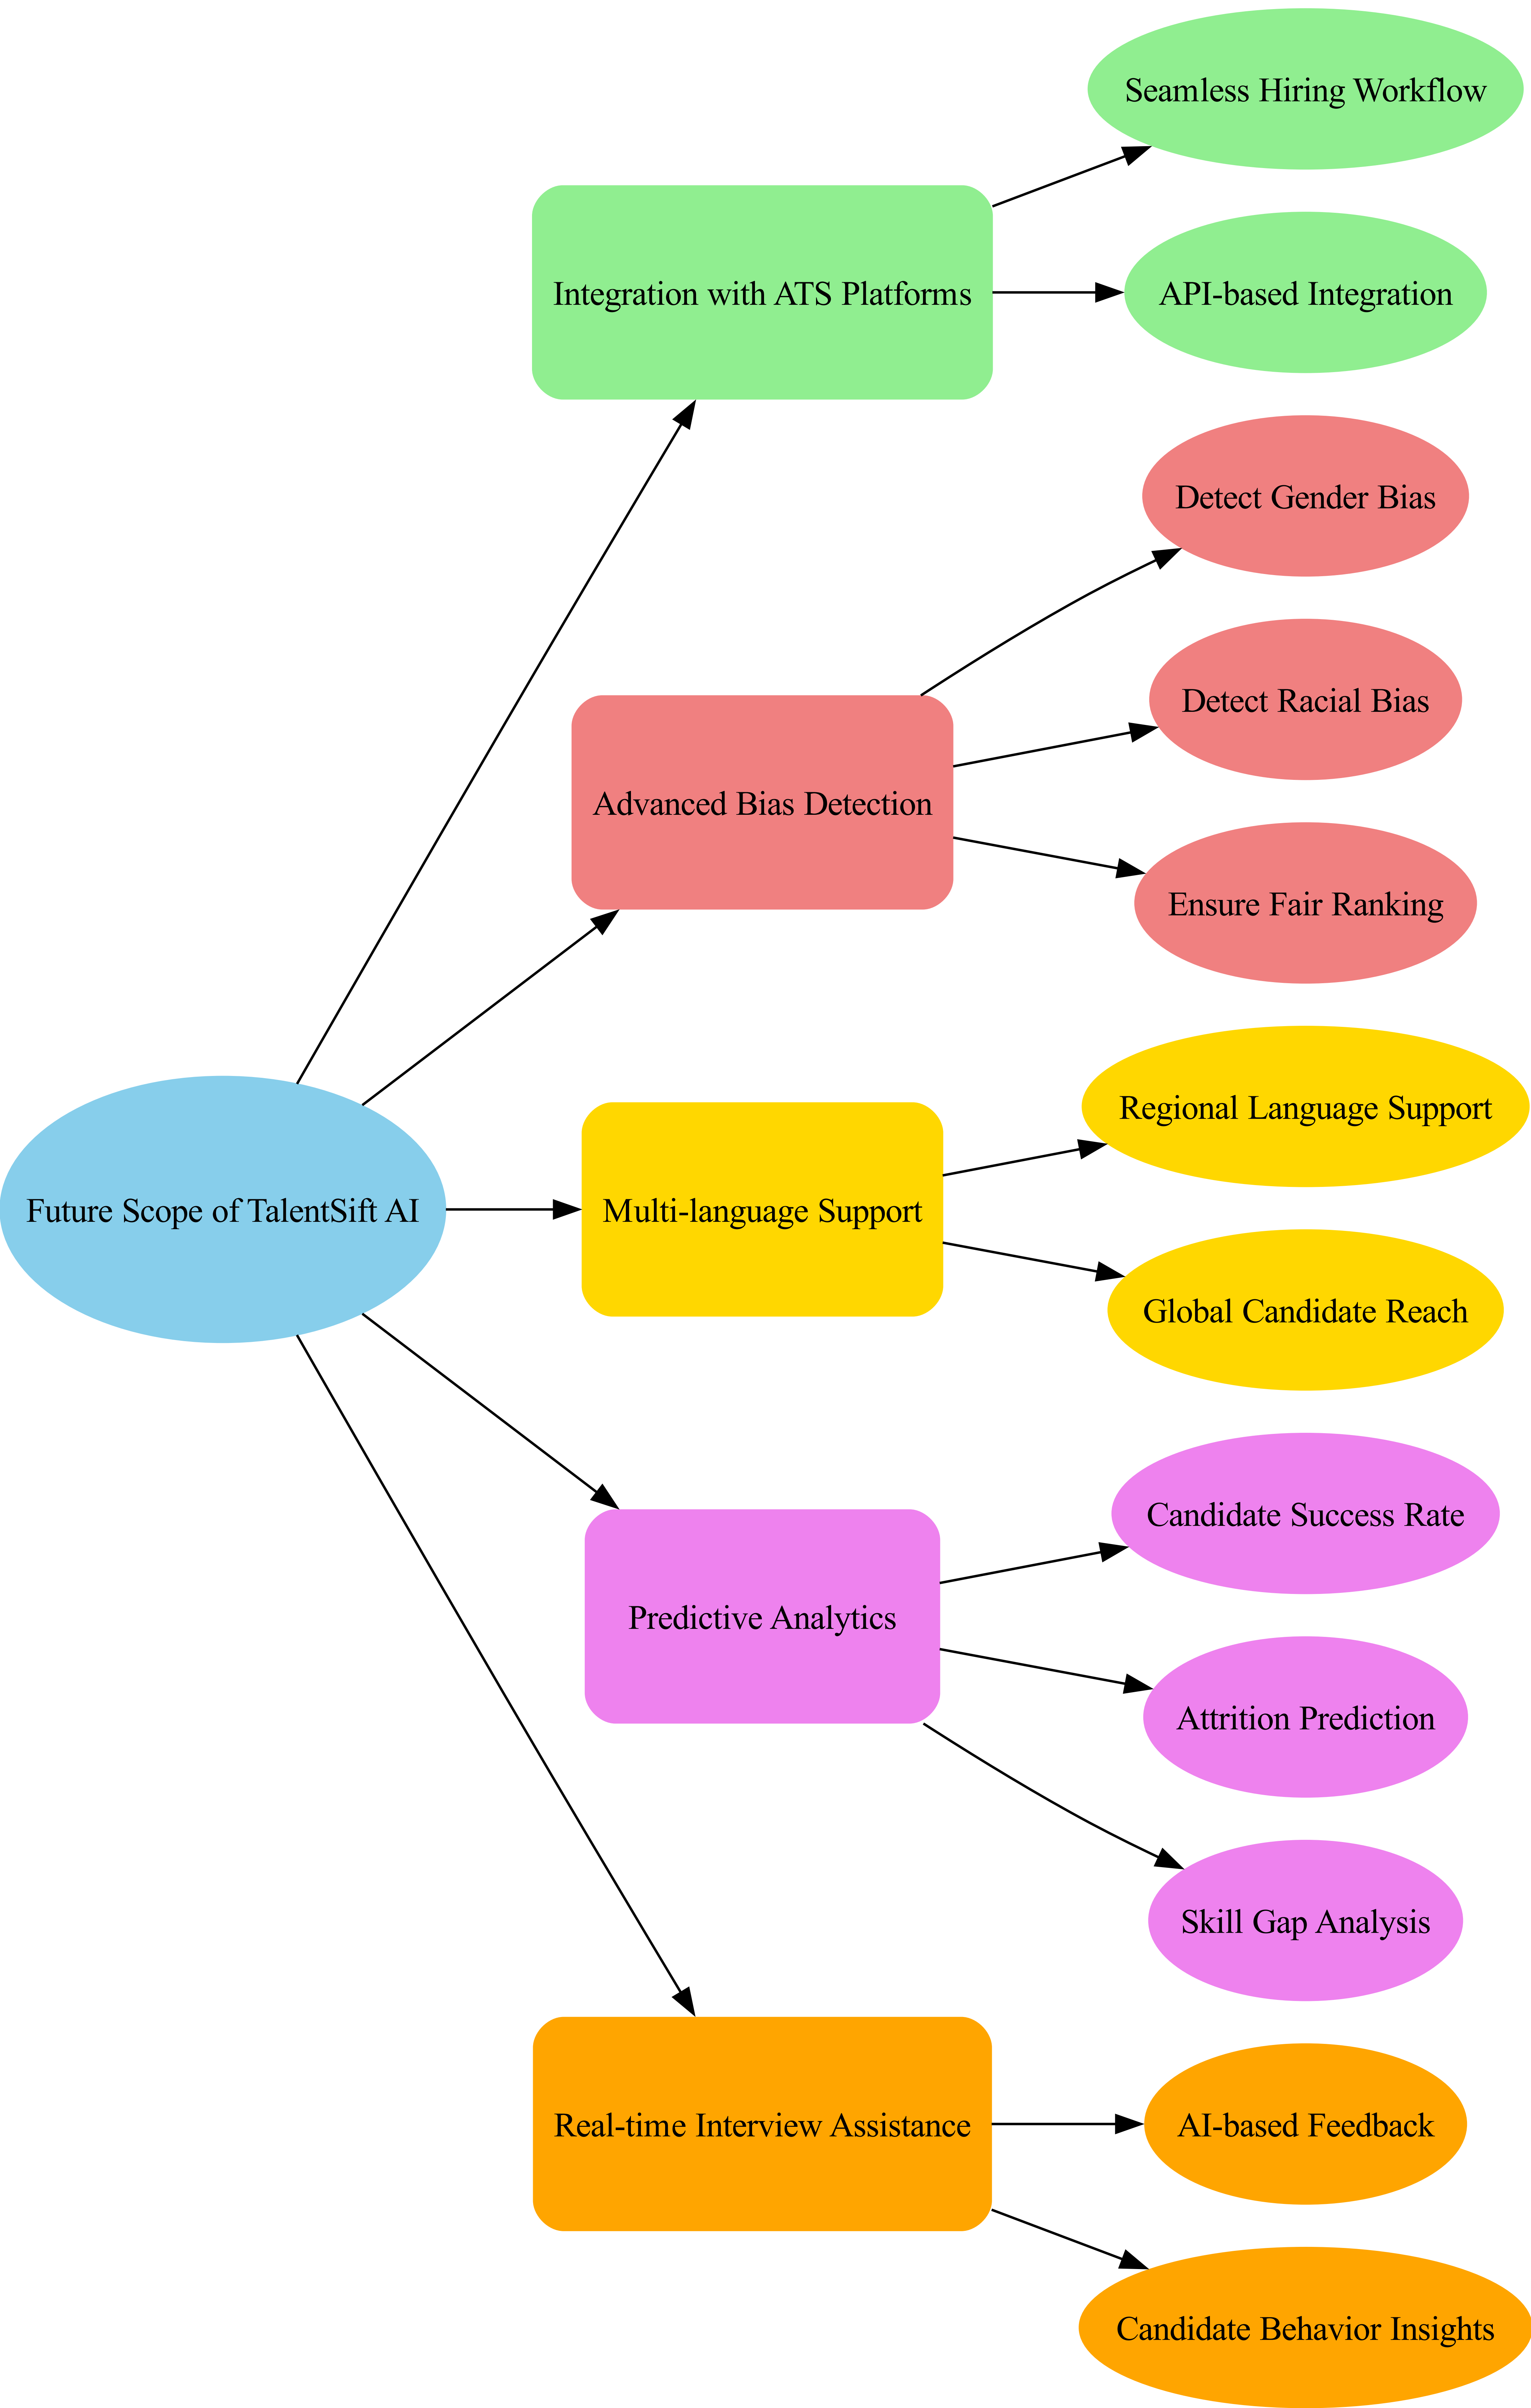 Future Scope of TalentSift AI
Integration with ATS Platforms
Seamless Hiring Workflow
API-based Integration
Advanced Bias Detection
Detect Gender Bias
Detect Racial Bias
Ensure Fair Ranking
Multi-language Support
Regional Language Support
Global Candidate Reach
Predictive Analytics
Candidate Success Rate
Attrition Prediction
Skill Gap Analysis
Real-time Interview Assistance
AI-based Feedback
Candidate Behavior Insights